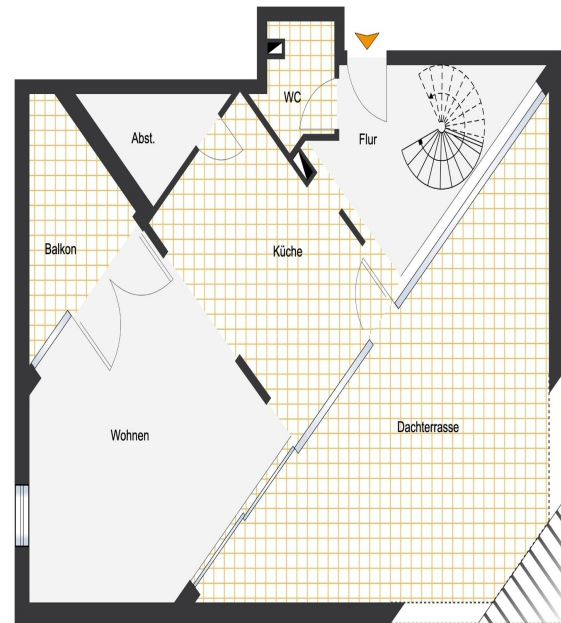 WC
Abst.
Flur
Balkon
Küche
Wohnen
Dachterrasse